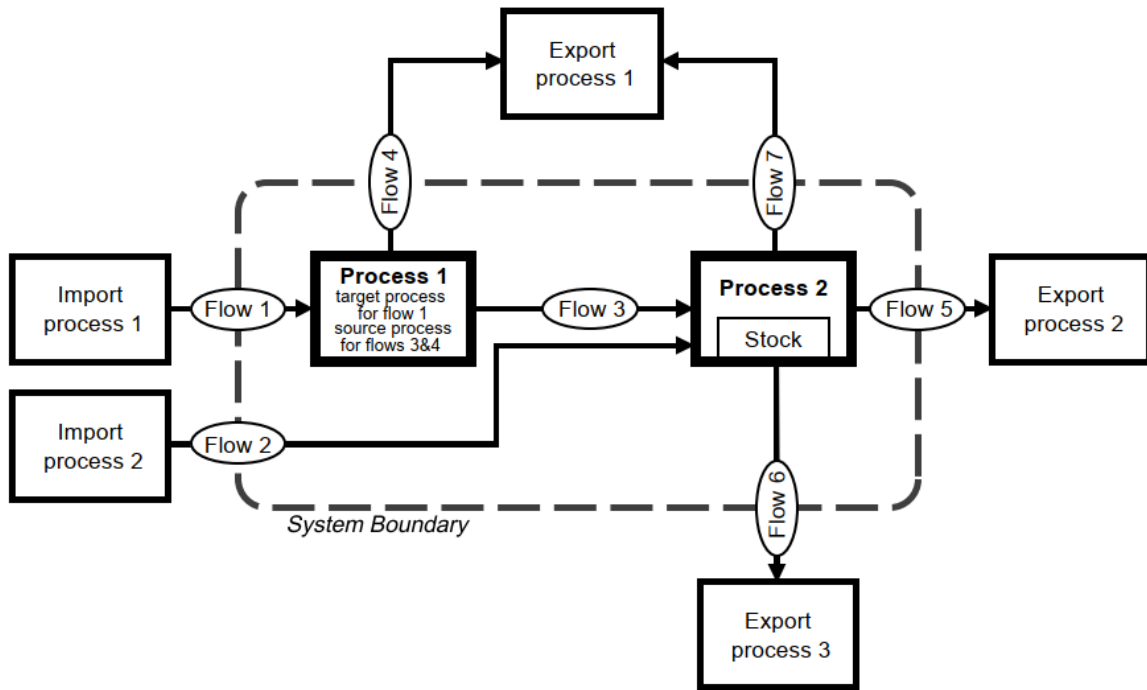 Export
process 1
Flow 4
Flow 7
Import
process 1
Flow 1
Process 1
target process
for flow 1
source process
for flows 3&4
Flow 3
Process 2
Stock
Flow 5
Export
process 2
Import
process 2
Flow 2
Flow 6
System Boundary
Export
process 3